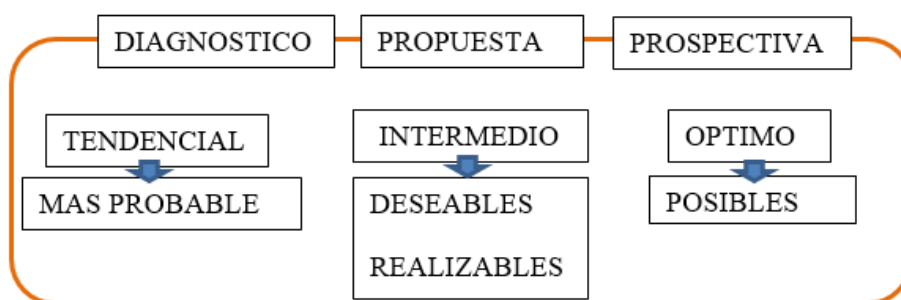 DIAGNOSTICO
PROPUESTA
PROSPECTIVA
TENDENCIAL
INTERMEDIO
OPTIMO
MAS PROBABLE
DESEABLES
REALIZABLES
POSIBLES